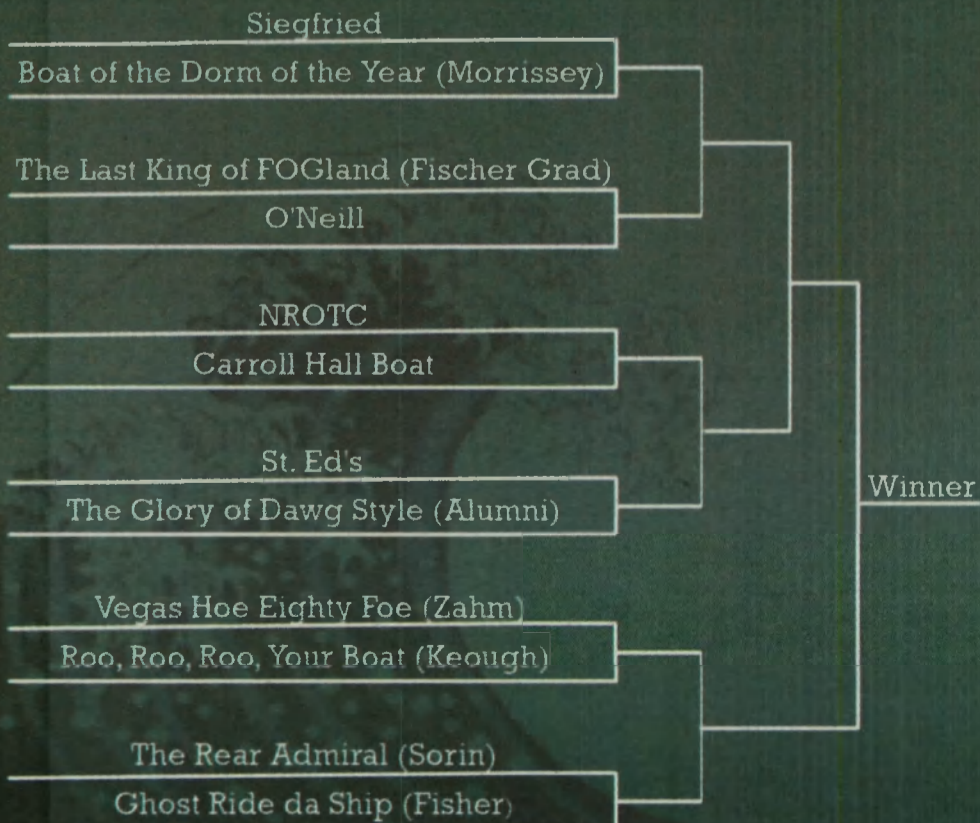 Siegfried
Boat of the Dorm of the Year (Morrissey)
The Last King of FOGland (Fischer Grad)
O'Neill
NROTC
Carroll Hall Boat
St. Ed's
The Glory of Dawg Style (Alumni)
Winner
Vegas Hoe Eighty Foe (Zahm)
Roo, Roo, Roo, Your Boat (Keough)
The Rear Admiral (Sorin)
Ghost Ride da Ship (Fisher)